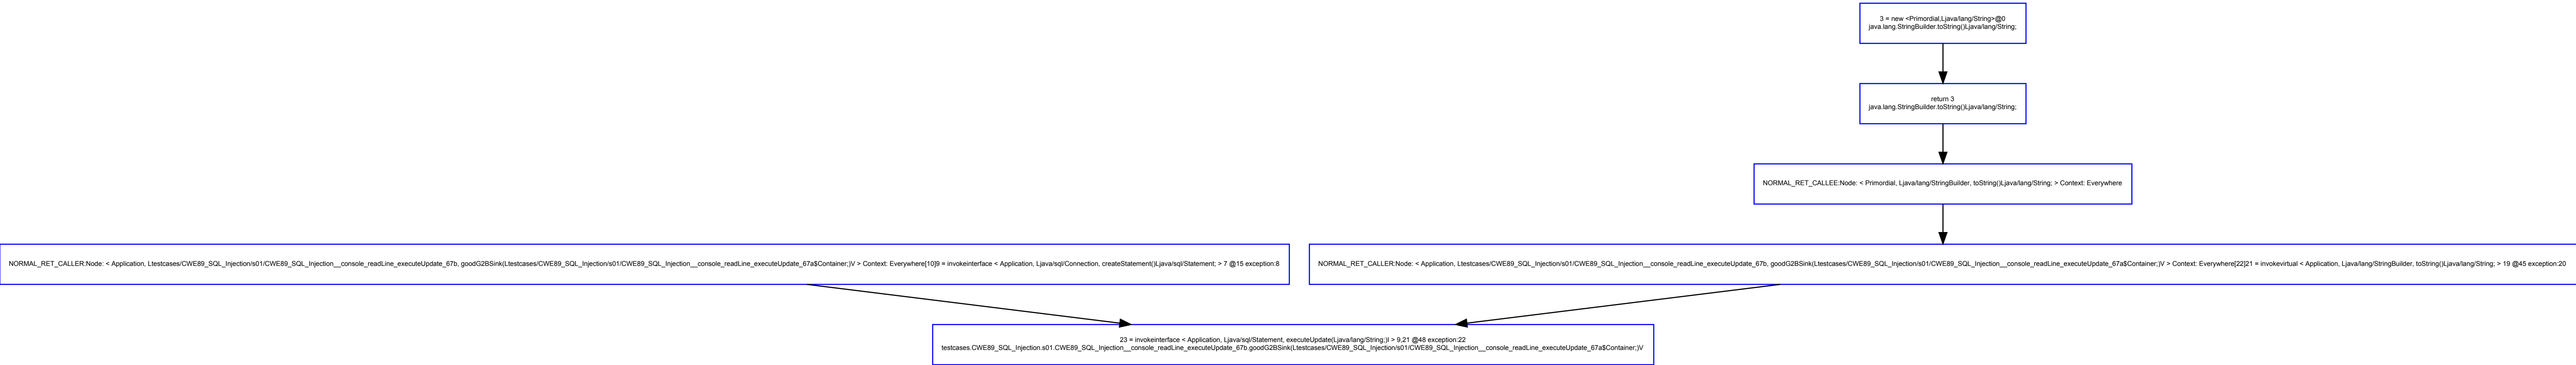 3 = new <Primordial,Ljava/lang/String>@0
java.lang.StringBuilder.toString()Ljava/lang/String;
return 3
java.lang.StringBuilder.toString()Ljava/lang/String;
NORMAL_RET_CALLEE:Node: < Primordial, Ljava/lang/StringBuilder, toString()Ljava/lang/String; > Context: Everywhere
NORMAL_RET_CALLER:Node: < Application, Ltestcases/CWE89_SQL_Injection/s01/CWE89_SQL_Injection__console_readLine_executeUpdate_67b, goodG2BSink(Ltestcases/CWE89_SQL_Injection/s01/CWE89_SQL_Injection__console_readLine_executeUpdate_67a$Container;)V > Context: Everywhere[10]9 = invokeinterface < Application, Ljava/sql/Connection, createStatement()Ljava/sql/Statement; > 7 @15 exception:8
NORMAL_RET_CALLER:Node: < Application, Ltestcases/CWE89_SQL_Injection/s01/CWE89_SQL_Injection__console_readLine_executeUpdate_67b, goodG2BSink(Ltestcases/CWE89_SQL_Injection/s01/CWE89_SQL_Injection__console_readLine_executeUpdate_67a$Container;)V > Context: Everywhere[22]21 = invokevirtual < Application, Ljava/lang/StringBuilder, toString()Ljava/lang/String; > 19 @45 exception:20
23 = invokeinterface < Application, Ljava/sql/Statement, executeUpdate(Ljava/lang/String;)I > 9,21 @48 exception:22
testcases.CWE89_SQL_Injection.s01.CWE89_SQL_Injection__console_readLine_executeUpdate_67b.goodG2BSink(Ltestcases/CWE89_SQL_Injection/s01/CWE89_SQL_Injection__console_readLine_executeUpdate_67a$Container;)V